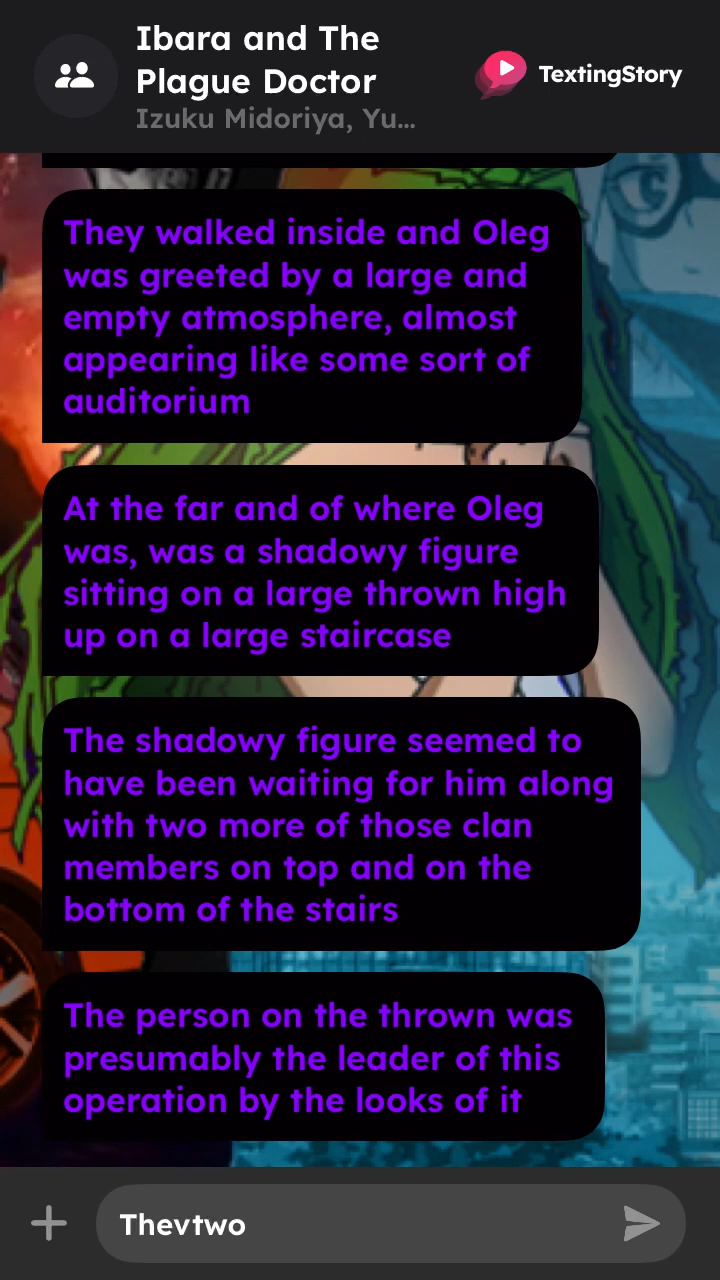 Ibara and The
Plague Doctor
Izuku Midoriya, Yu...
TextingStory
They walked inside and Oleg
was greeted by a large and
empty atmosphere, almost
appearing like some sort of
auditorium
At the far and of where Oleg
was, was a shadowy figure
sitting on a large thrown high
up on a large staircase
The shadowy figure seemed to
have been waiting for him along
with two more of those clan
members on top and on the
bottom of the stairs
The person on the thrown was
presumably the leader of this
operation by the looks of it
Thevtwo